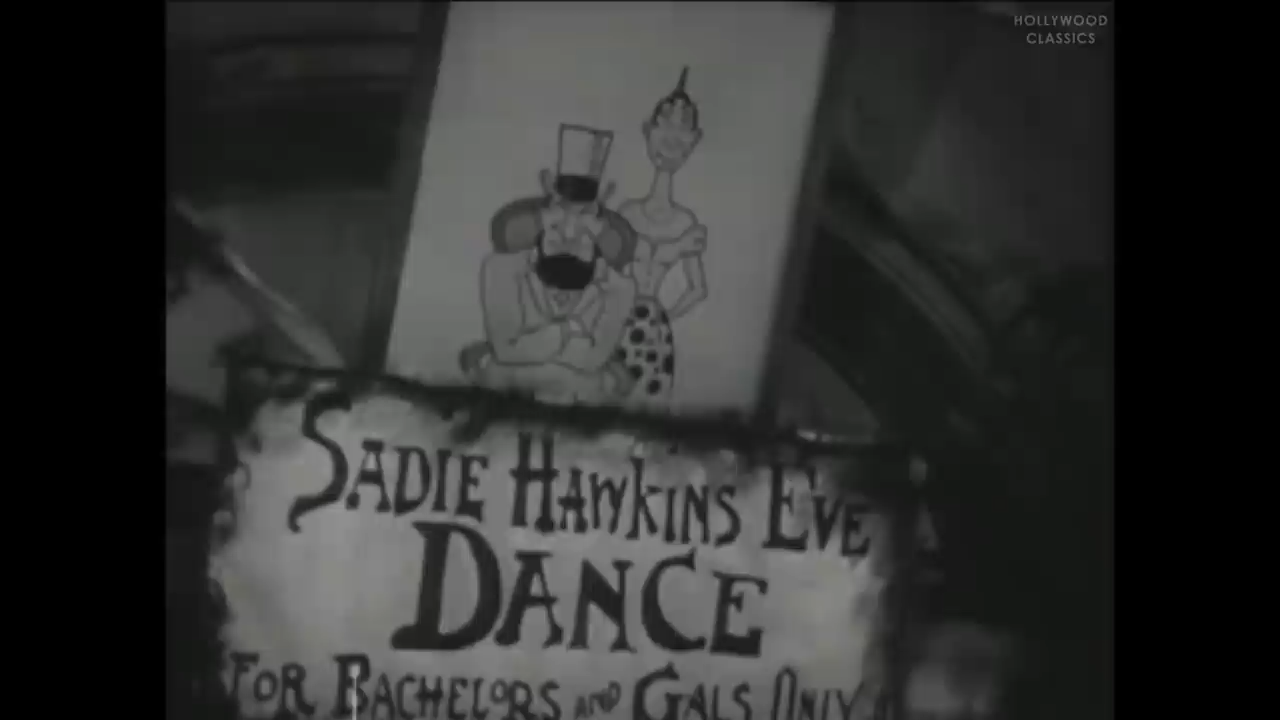 HOLLYWOOD
CLASSICS
SADIE HAWKINS EVE
DANCE
FOR BACHELORS AND GALS ONLY